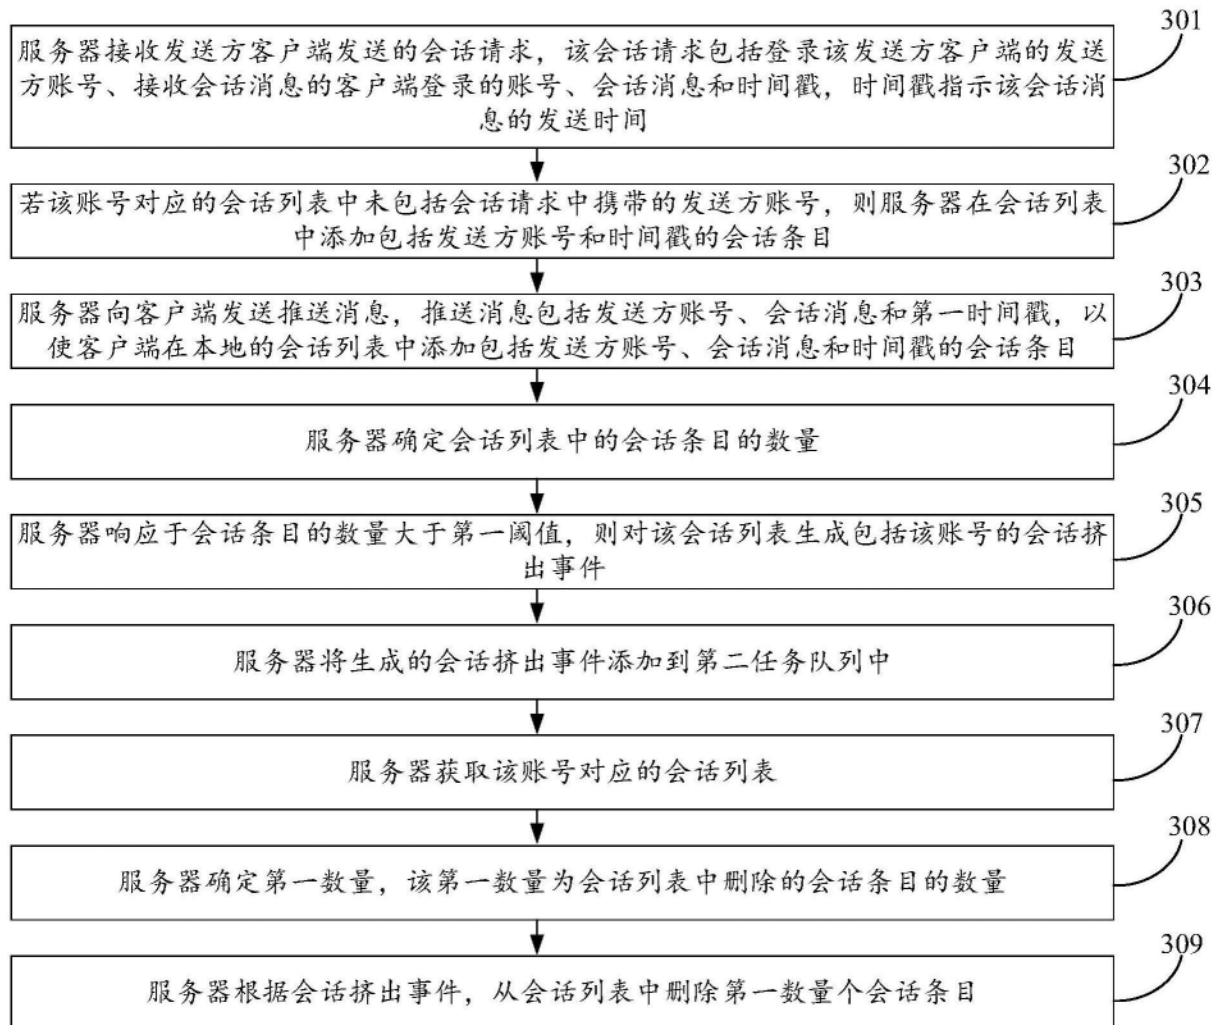 301
服务器接收发送方客户端发送的会话请求，该会话请求包括登录该发送方客户端的发送
方账号、接收会话消息的客户端登录的账号、会话消息和时间戳，时间戳指示该会话消
息的发送时间
302
若该账号对应的会话列表中未包括会话请求中携带的发送方账号，则服务器在会话列表
中添加包括发送方账号和时间戳的会话条目
303
服务器向客户端发送推送消息，推送消息包括发送方账号、会话消息和第一时间戳，以
使客户端在本地的会话列表中添加包括发送方账号、会话消息和时间戳的会话条目
304
服务器确定会话列表中的会话条目的数量
305
服务器响应于会话条目的数量大于第一阈值，则对该会话列表生成包括该账号的会话挤
出事件
306
服务器将生成的会话挤出事件添加到第二任务队列中
307
服务器获取该账号对应的会话列表
308
服务器确定第一数量，该第一数量为会话列表中删除的会话条目的数量
309
服务器根据会话挤出事件，从会话列表中删除第一数量个会话条目